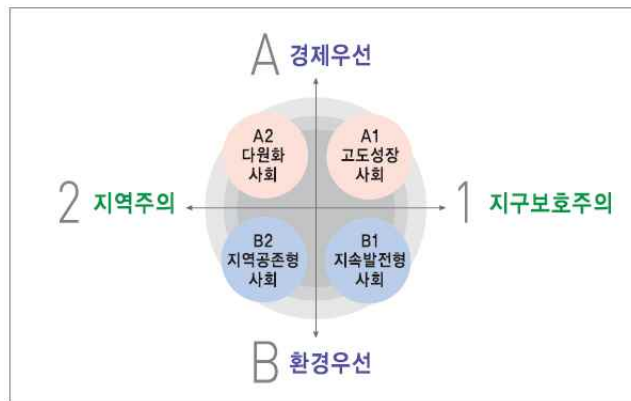 A 경제우선
A2
다원화
사회
A1
고도성장
사회
2 지역주의
1 지구보호주의
B2
지역공존형
사회
B1
지속발전형
사회
B 환경우선